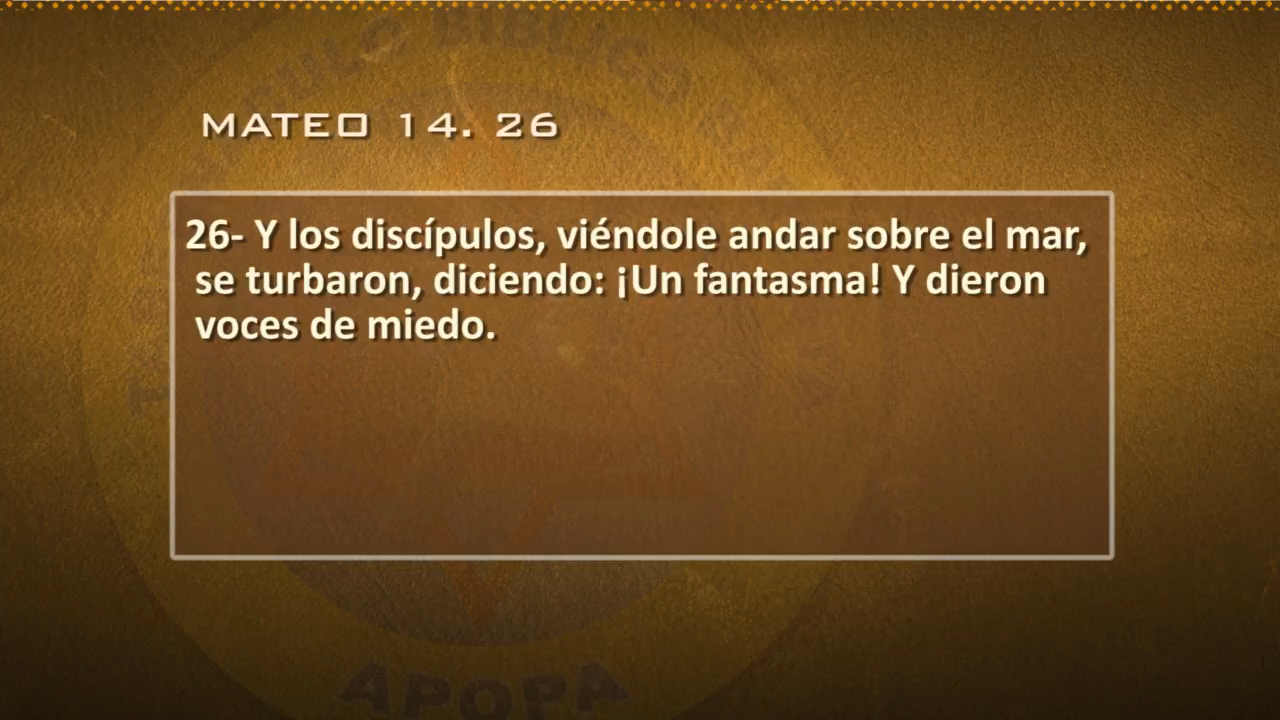 MATEO 14. 26
26- Y los discípulos, viéndole andar sobre el mar,
se turbaron, diciendo: ¡Un fantasma! Y dieron
voces de miedo.
APOPA